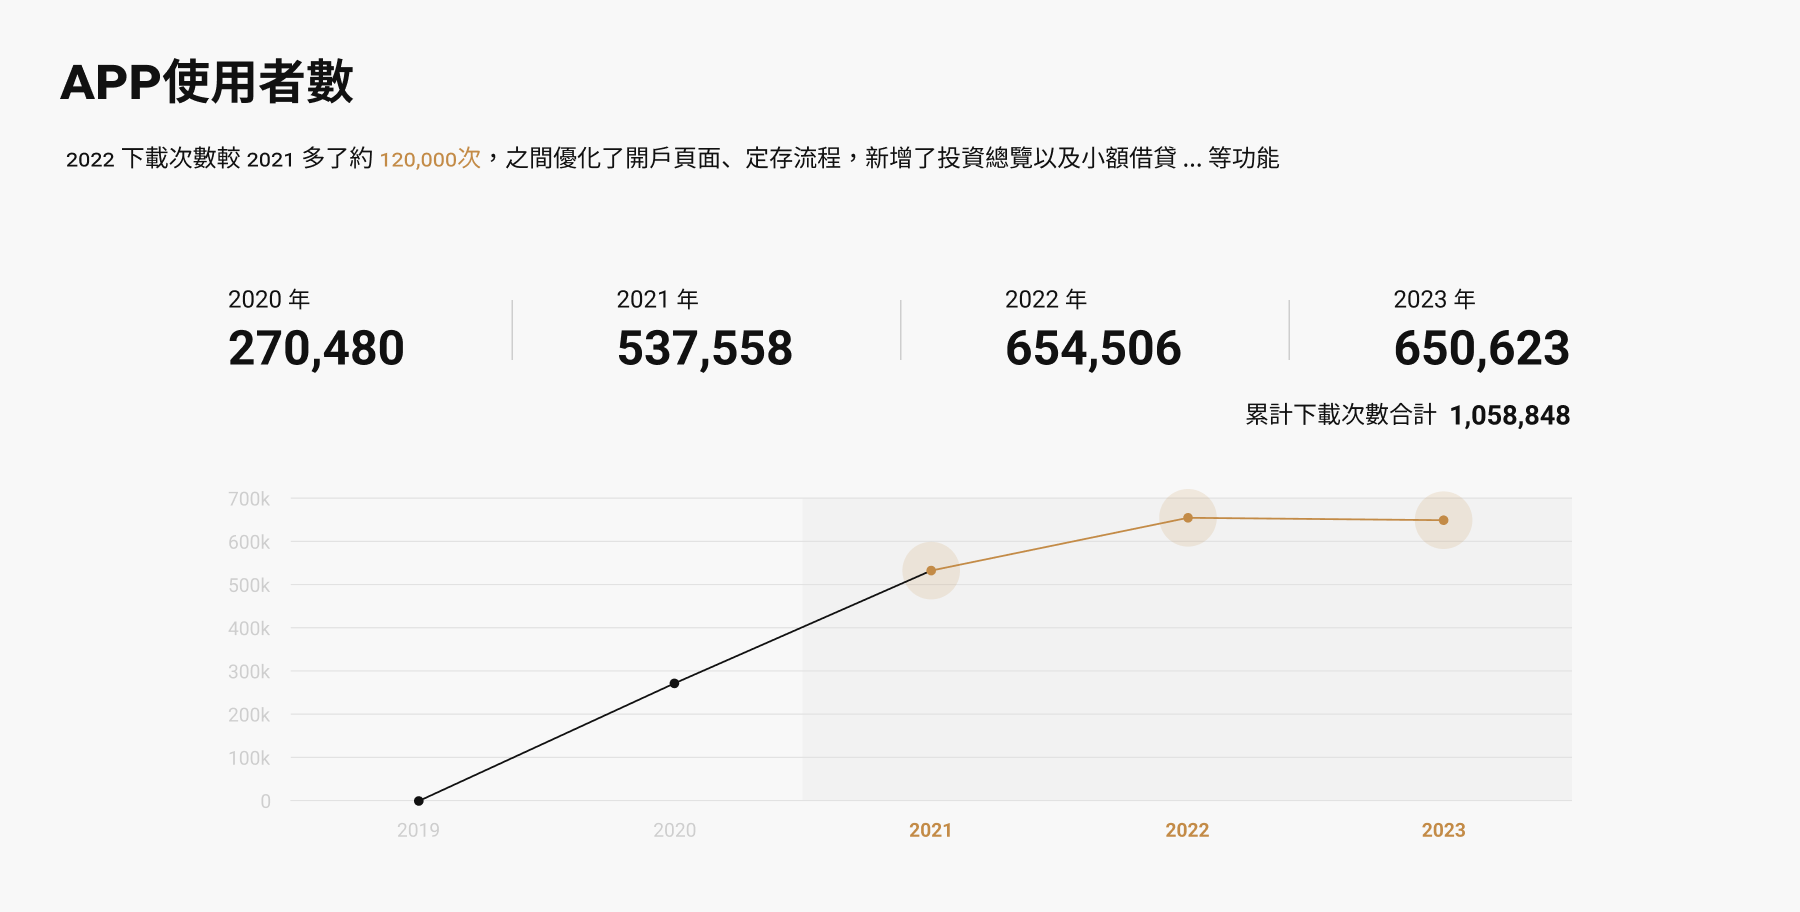 APP使用者數
2022 下載次數較 2021 多了約 120,000次，之間優化了開戶頁面、定存流程，新增了投資總覽以及小額借貸 ... 等功能
2020 年
270,480
2021 年
537,558
2022 年
654,506
2023 年
650,623
累計下載次數合計 1,058,848
700k
600k
500k
400k
300k
200k
100k
0
2019 2020 2021 2022 2023